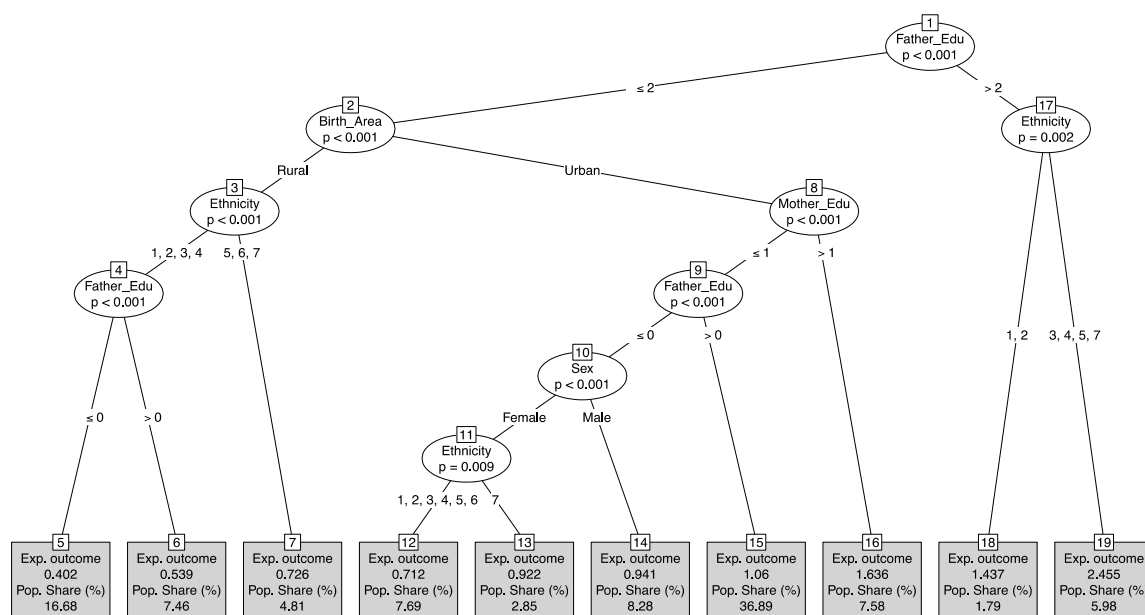 1
Father_Edu
p < 0.001
≤ 2
> 2
2
Birth_Area
p < 0.001
17
Ethnicity
p = 0.002
Rural
Urban
3
Ethnicity
p < 0.001
8
Mother_Edu
p < 0.001
1, 2, 3, 4
5, 6, 7
≤ 1
> 1
4
Father_Edu
p < 0.001
9
Father_Edu
p < 0.001
≤ 0
> 0
1, 2
3, 4, 5, 7
10
Sex
p < 0.001
≤ 0
> 0
Female
Male
11
Ethnicity
p = 0.009
1, 2, 3, 4, 5, 6
7
5
Exp. outcome
0.402
Pop. Share (%)
16.68
6
Exp. outcome
0.539
Pop. Share (%)
7.46
7
Exp. outcome
0.726
Pop. Share (%)
4.81
12
Exp. outcome
0.712
Pop. Share (%)
7.69
13
Exp. outcome
0.922
Pop. Share (%)
2.85
14
Exp. outcome
0.941
Pop. Share (%)
8.28
15
Exp. outcome
1.06
Pop. Share (%)
36.89
16
Exp. outcome
1.636
Pop. Share (%)
7.58
18
Exp. outcome
1.437
Pop. Share (%)
1.79
19
Exp. outcome
2.455
Pop. Share (%)
5.98